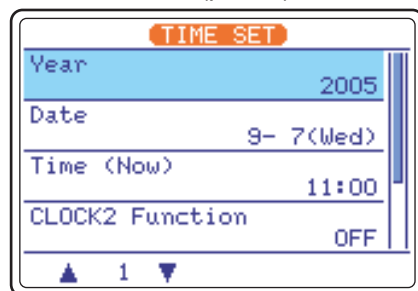 TIME SET
Year
2005
Date
9- 7(Wed)
Time (Now)
11:00
CLOCK2 Function
OFF
▲ 1 ▼